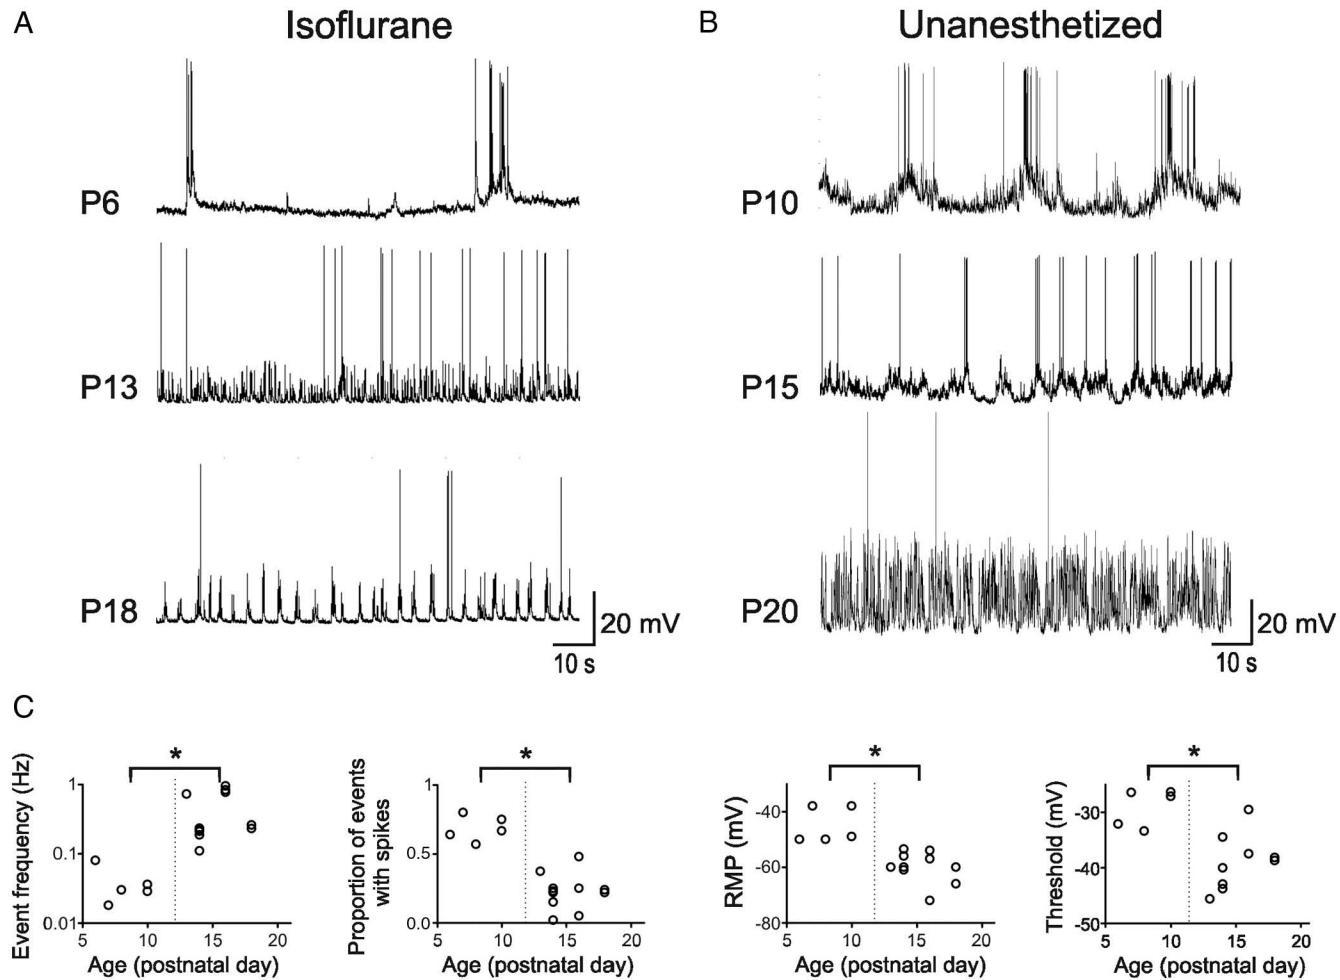 A
Isoflurane
P6
P13
P18
20 mV
10 s
B
Unanesthetized
P10
P15
P20
20 mV
10 s
C
Event frequency (Hz)
1
0.1
0.01
*
5 10 15 20
Age (postnatal day)
Proportion of events
with spikes
1
0.5
0.0
*
5 10 15 20
Age (postnatal day)
RMP (mV)
-40
-60
-80
*
5 10 15 20
Age (postnatal day)
Threshold (mV)
-30
-40
-50
*
5 10 15 20
Age (postnatal day)